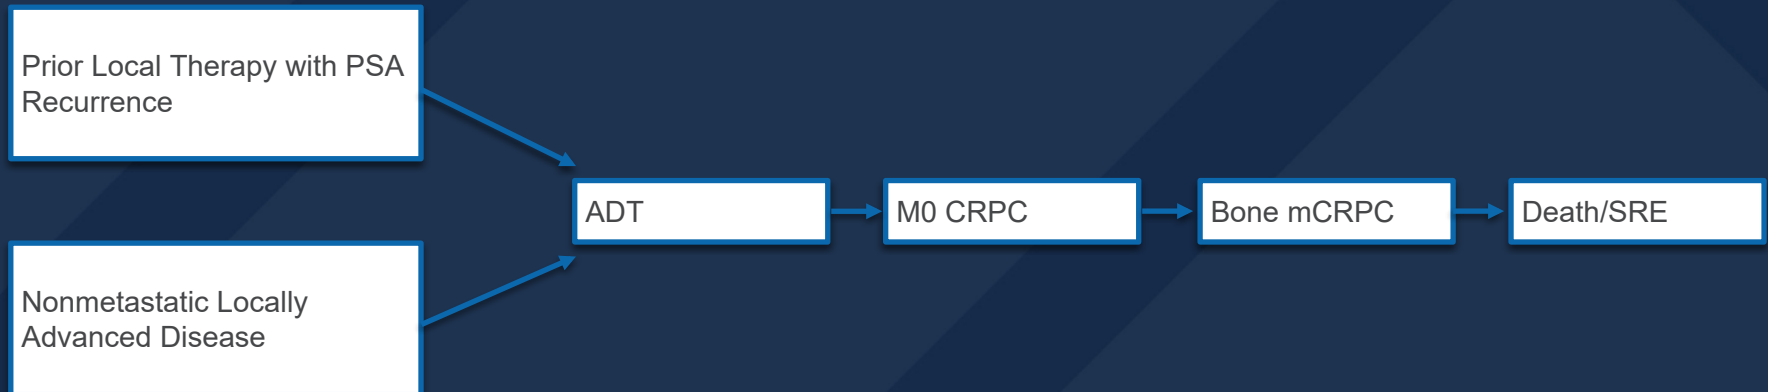 Prior Local Therapy with PSA
Recurrence
ADT
M0 CRPC
Bone mCRPC
Death/SRE
Nonmetastatic Locally
Advanced Disease